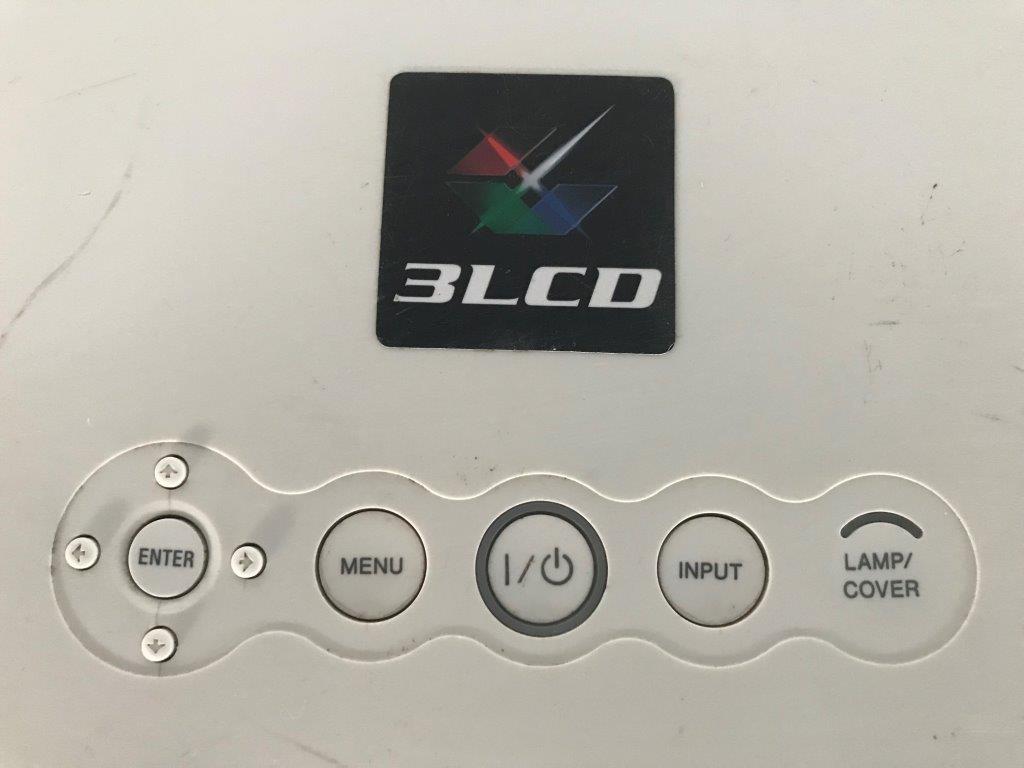 3LCD
ENTER
MENU
I/⏻
INPUT
LAMP/
COVER